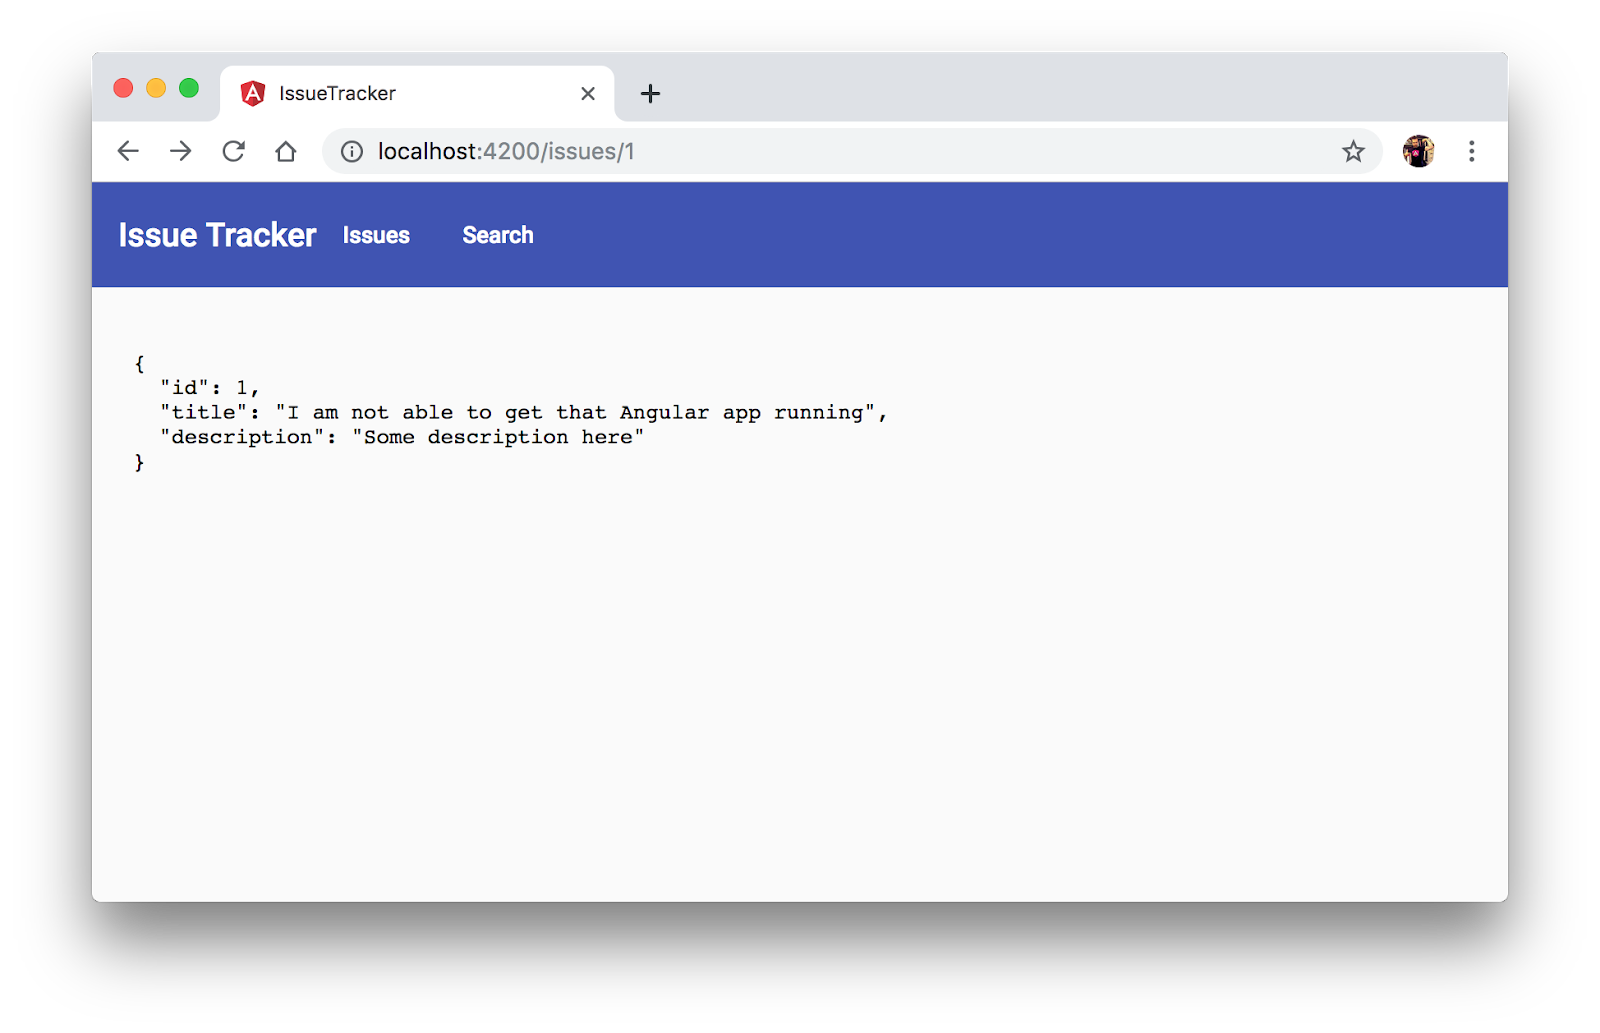 IssueTracker
localhost:4200/issues/1
Issue Tracker Issues Search
{
  "id": 1,
  "title": "I am not able to get that Angular app running",
  "description": "Some description here"
}